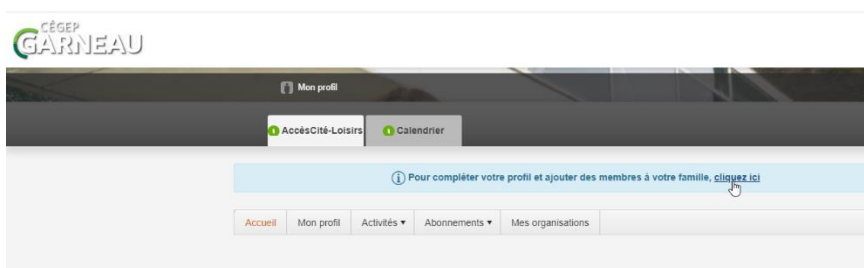 CÉGEP
GARNEAU
Mon profil
AccèsCité-Loisirs
Calendrier
Pour compléter votre profil et ajouter des membres à votre famille, cliquez ici
Accueil Mon profil Activités ▾ Abonnements ▾ Mes organisations